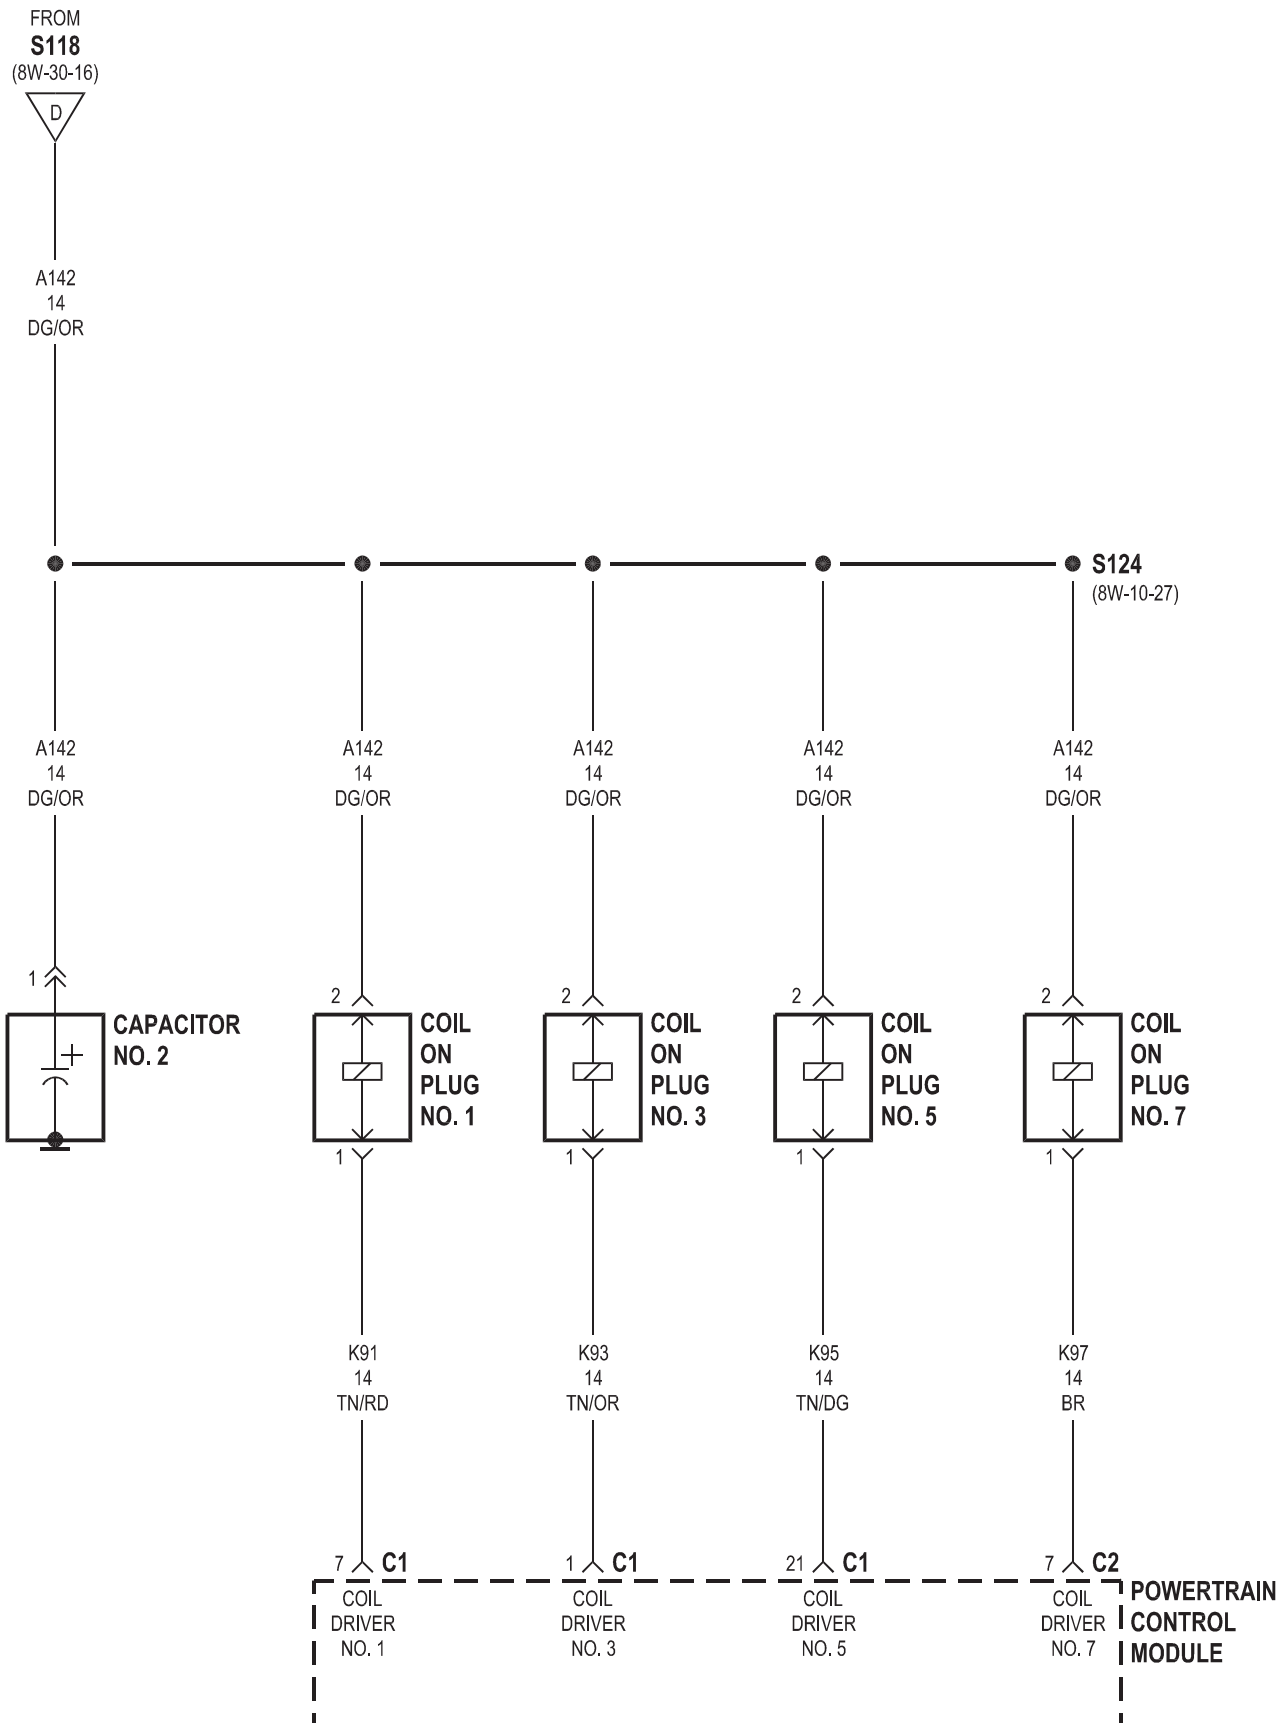 FROM
S118
(8W-30-16)
D
A142
14
DG/OR
S124
(8W-10-27)
A142
14
DG/OR
A142
14
DG/OR
A142
14
DG/OR
A142
14
DG/OR
A142
14
DG/OR
1
CAPACITOR
NO. 2
+
2
COIL
ON
PLUG
NO. 1
1
2
COIL
ON
PLUG
NO. 3
1
2
COIL
ON
PLUG
NO. 5
1
2
COIL
ON
PLUG
NO. 7
1
K91
14
TN/RD
K93
14
TN/OR
K95
14
TN/DG
K97
14
BR
7 C1
1 C1
21 C1
7 C2
COIL
DRIVER
NO. 1
COIL
DRIVER
NO. 3
COIL
DRIVER
NO. 5
COIL
DRIVER
NO. 7
POWERTRAIN
CONTROL
MODULE